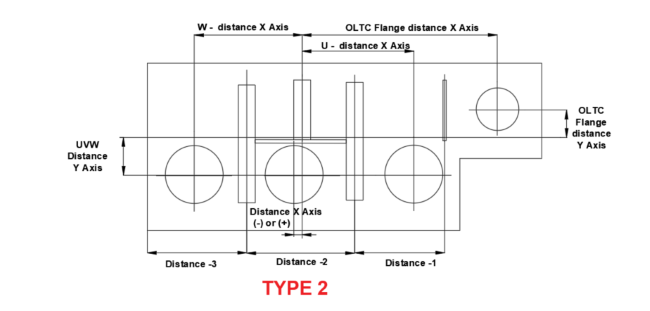 W - distance X Axis
OLTC Flange distance X Axis
U - distance X Axis
OLTC
Flange
distance
Y Axis
UVW
Distance
Y Axis
Distance X Axis
(-) or (+)
Distance -3
Distance -2
Distance -1
TYPE 2